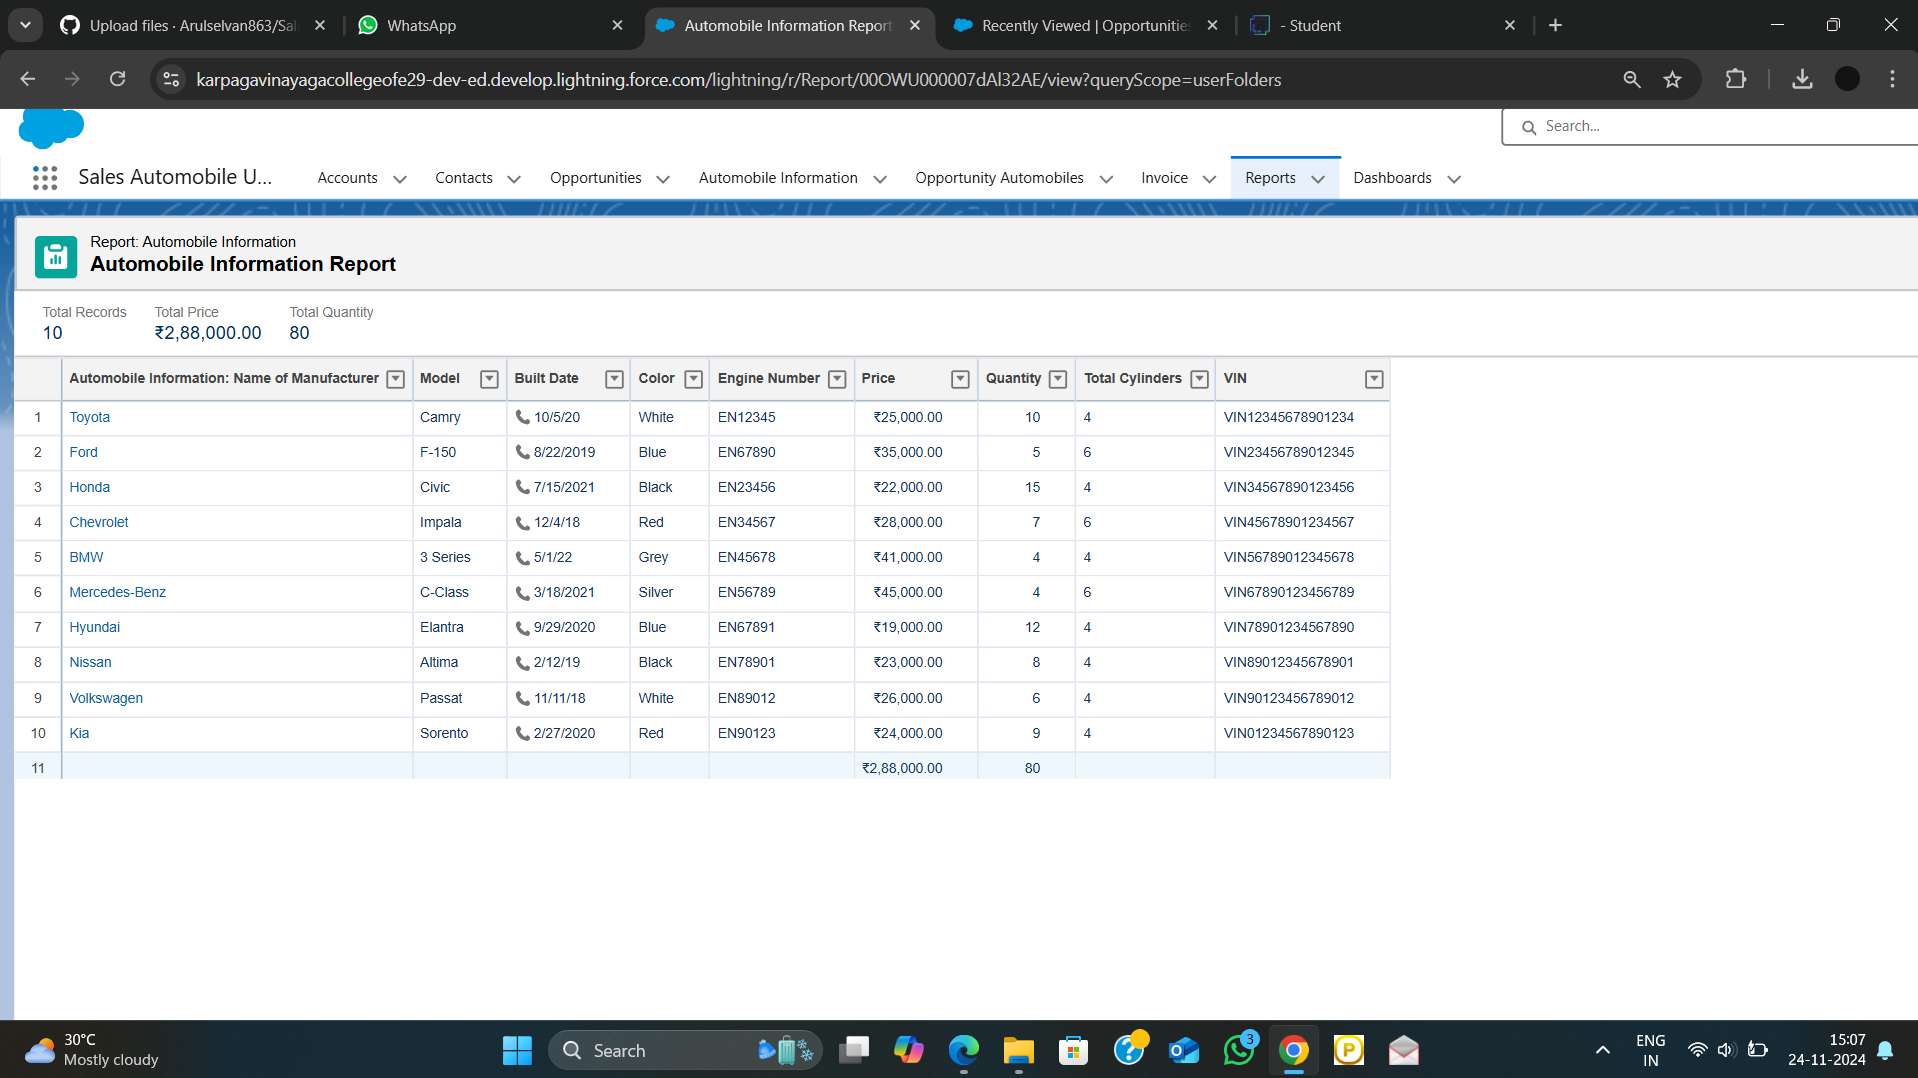 Upload files · Arulselvan863/Sal
WhatsApp
Automobile Information Report
Recently Viewed | Opportunities
- Student
karpagavinayagacollegeofe29-dev-ed.develop.lightning.force.com/lightning/r/Report/00OWU000007dAl32AE/view?queryScope=userFolders
Search...
Sales Automobile U... Accounts Contacts Opportunities Automobile Information Opportunity Automobiles Invoice Reports Dashboards
Report: Automobile Information
Automobile Information Report
Total Records Total Price Total Quantity
10 ₹2,88,000.00 80
Automobile Information: Name of Manufacturer Model Built Date Color Engine Number Price Quantity Total Cylinders VIN
1 Toyota Camry 10/5/20 White EN12345 ₹25,000.00 10 4 VIN12345678901234
2 Ford F-150 8/22/2019 Blue EN67890 ₹35,000.00 5 6 VIN23456789012345
3 Honda Civic 7/15/2021 Black EN23456 ₹22,000.00 15 4 VIN34567890123456
4 Chevrolet Impala 12/4/18 Red EN34567 ₹28,000.00 7 6 VIN45678901234567
5 BMW 3 Series 5/1/22 Grey EN45678 ₹41,000.00 4 4 VIN56789012345678
6 Mercedes-Benz C-Class 3/18/2021 Silver EN56789 ₹45,000.00 4 6 VIN67890123456789
7 Hyundai Elantra 9/29/2020 Blue EN67891 ₹19,000.00 12 4 VIN78901234567890
8 Nissan Altima 2/12/19 Black EN78901 ₹23,000.00 8 4 VIN89012345678901
9 Volkswagen Passat 11/11/18 White EN89012 ₹26,000.00 6 4 VIN90123456789012
10 Kia Sorento 2/27/2020 Red EN90123 ₹24,000.00 9 4 VIN01234567890123
11 ₹2,88,000.00 80
30°C
Mostly cloudy
Search
3
ENG
IN
15:07
24-11-2024